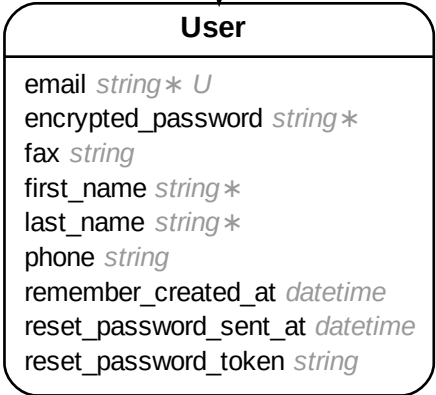 User
email string∗ U
encrypted_password string∗
fax string
first_name string∗
last_name string∗
phone string
remember_created_at datetime
reset_password_sent_at datetime
reset_password_token string